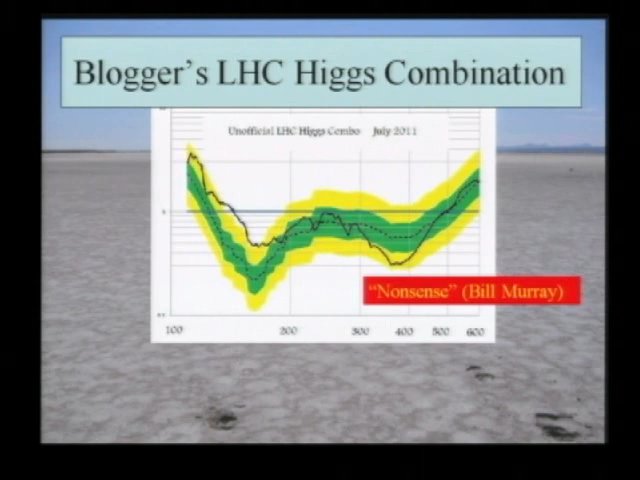 Blogger's LHC Higgs Combination
Unofficial LHC Higgs Combo July 2011
"Nonsense" (Bill Murray)
100 200 300 400 500 600